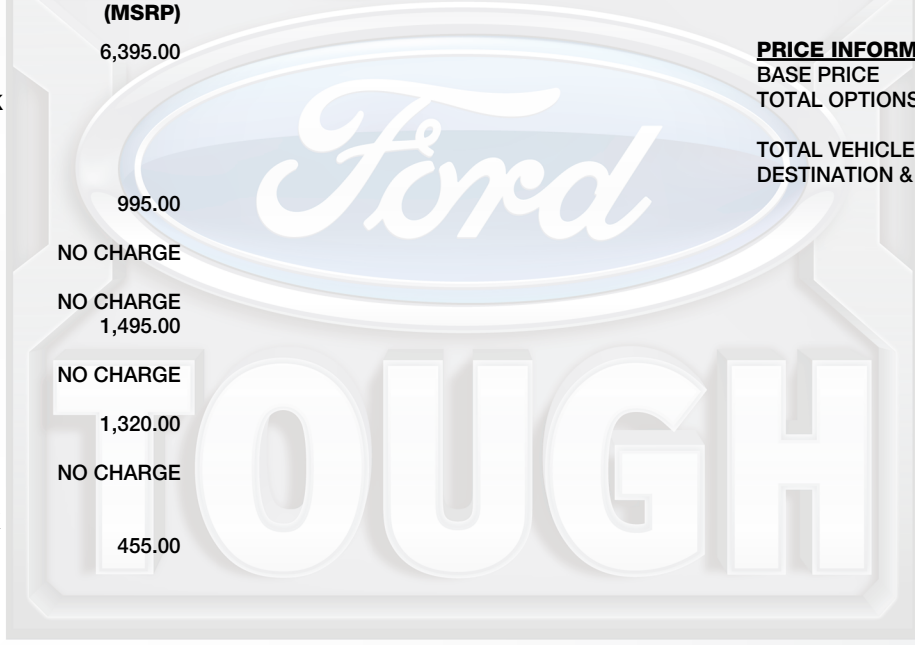 (MSRP)
6,395.00
995.00
NO CHARGE
NO CHARGE
1,495.00
NO CHARGE
1,320.00
NO CHARGE
455.00
PRICE INFORM
BASE PRICE
TOTAL OPTIONS
TOTAL VEHICLE
DESTINATION &
Ford
TOUGH